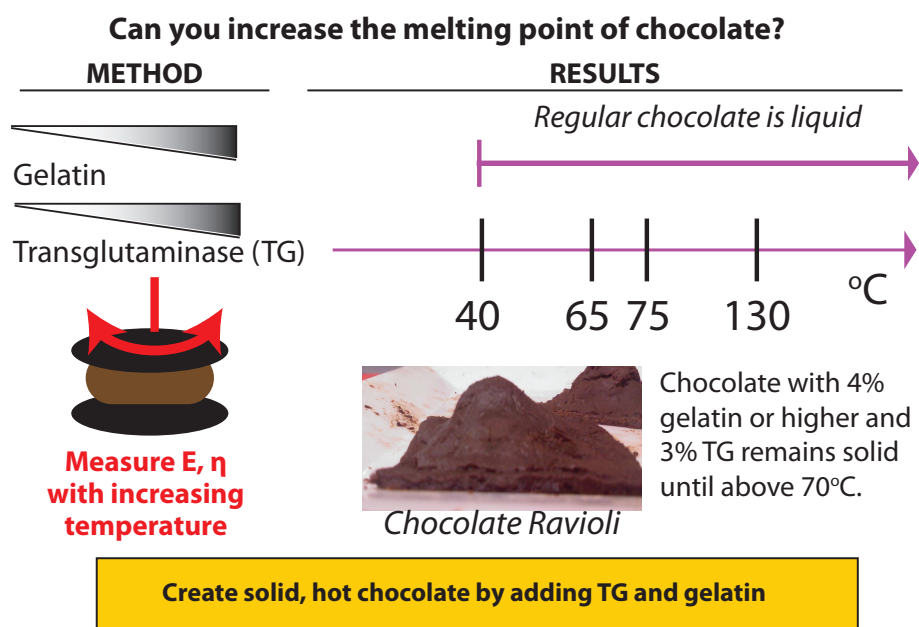 Can you increase the melting point of chocolate?
METHOD
Gelatin
Transglutaminase (TG)
Measure E, η
with increasing
temperature
RESULTS
Regular chocolate is liquid
40 65 75 130 ºC
Chocolate Ravioli
Chocolate with 4%
gelatin or higher and
3% TG remains solid
until above 70ºC.
Create solid, hot chocolate by adding TG and gelatin